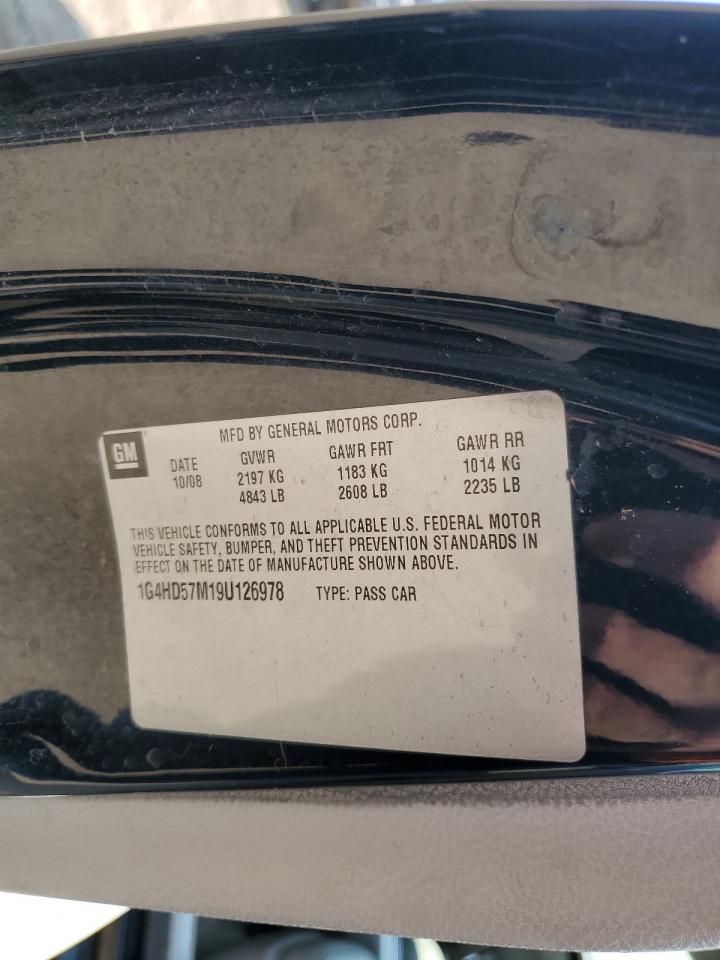 GM
MFD BY GENERAL MOTORS CORP.
DATE GVWR GAWR FRT GAWR RR
10/08 2197 KG 1183 KG 1014 KG
4843 LB 2608 LB 2235 LB
THIS VEHICLE CONFORMS TO ALL APPLICABLE U.S. FEDERAL MOTOR
VEHICLE SAFETY, BUMPER, AND THEFT PREVENTION STANDARDS IN
EFFECT ON THE DATE OF MANUFACTURE SHOWN ABOVE.
1G4HD57M19U126978 TYPE: PASS CAR